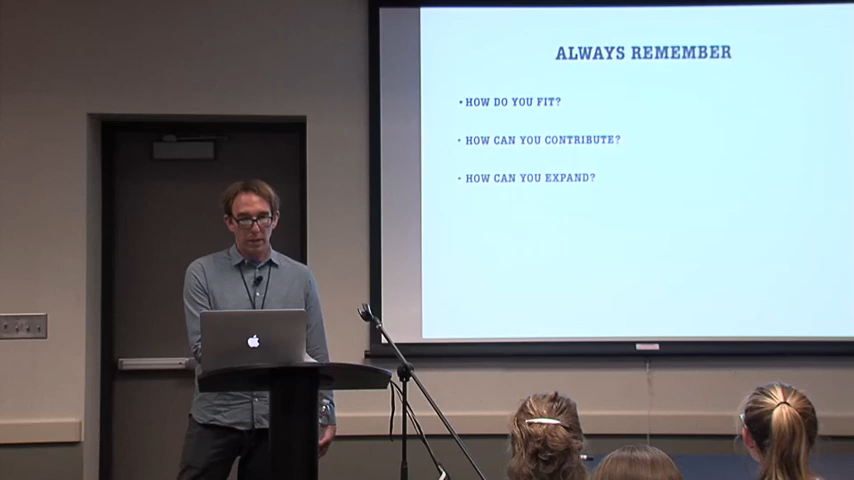 ALWAYS REMEMBER
• HOW DO YOU FIT?
• HOW CAN YOU CONTRIBUTE?
• HOW CAN YOU EXPAND?